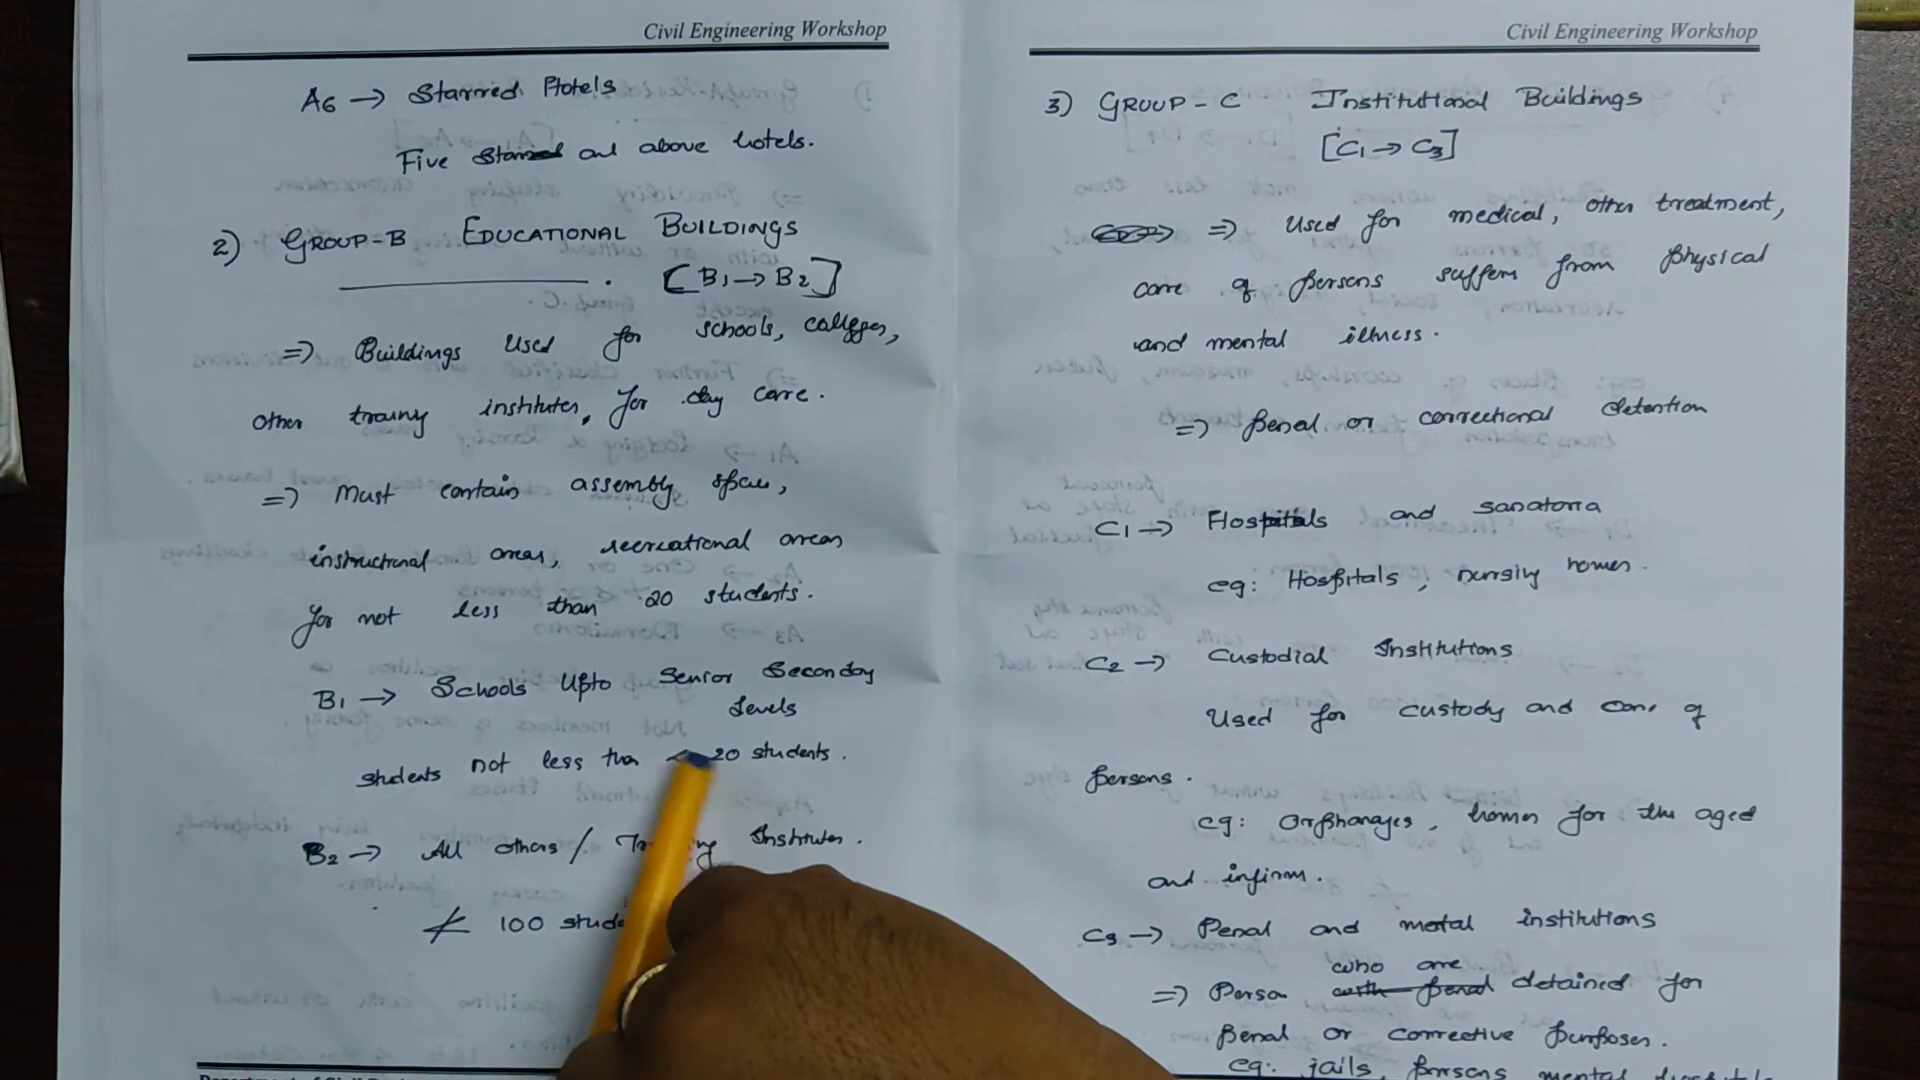 Civil Engineering Workshop
A6 → Starred Hotels
Five Starred and above hotels.
2) GROUP-B EDUCATIONAL BUILDINGS
[B1 → B2]
⇒ Buildings used for schools, colleges,
other training institutes, for day care.
⇒ Must contain assembly space,
instructional areas, recreational areas
for not less than 20 students.
B1 → Schools Upto Senior Secondary
Levels
students not less than 20 students.
B2 → All others / Institutes.
≮ 100
Civil Engineering Workshop
3) GROUP-C Institutional Buildings
[C1 → C3]
⇒ Used for medical, other treatment,
care of persons suffers from physical
and mental illness.
⇒ Penal or correctional detention
C1 → Hospitals and sanatoria
eg: Hospitals, nursing homes.
C2 → Custodial Institutions
Used for custody and care of
persons.
eg: Orphanages, homes for the aged
and infirm.
C3 → Penal and mental institutions
who are
⇒ Person detained for
penal or corrective purposes.
eg: jails, prisons mental